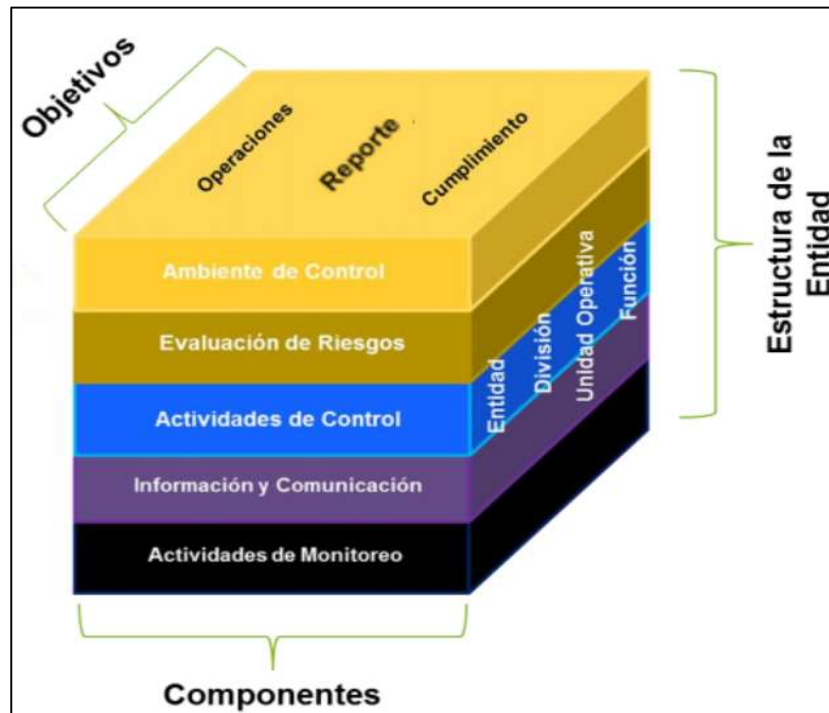 Objetivos
Operaciones
Reporte
Cumplimiento
Ambiente de Control
Evaluación de Riesgos
Actividades de Control
Información y Comunicación
Actividades de Monitoreo
Entidad
División
Unidad Operativa
Función
Estructura de la
Entidad
Componentes